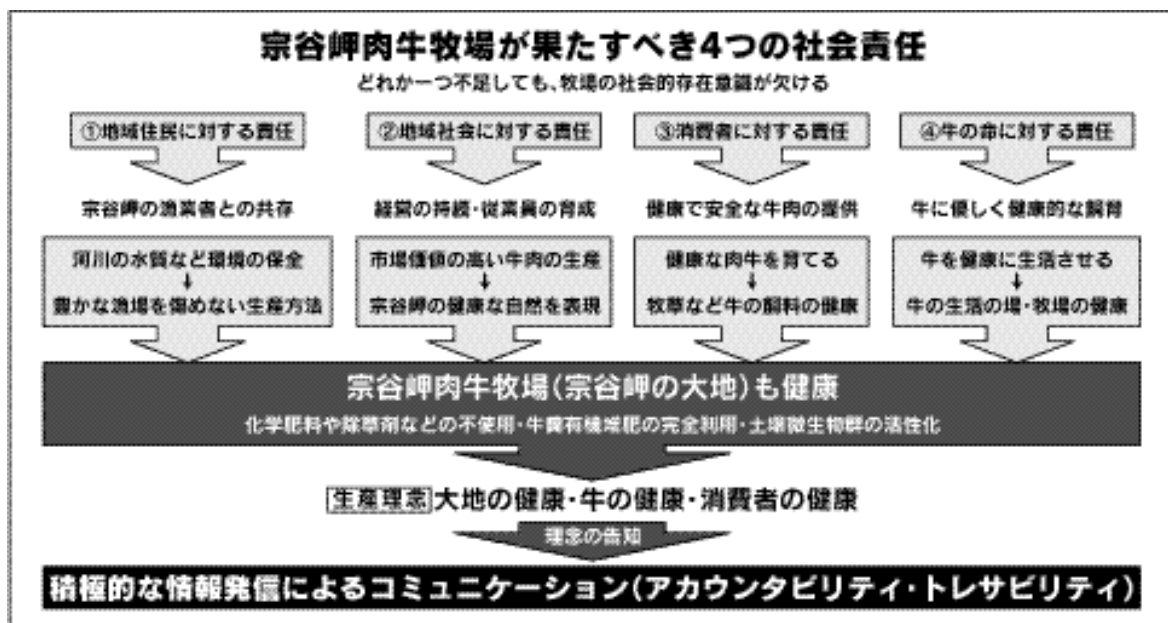 宗谷岬肉牛牧場が果たすべき4つの社会責任
どれか一つ不足しても、牧場の社会的存在意識が欠ける
①地域住民に対する責任
宗谷岬の漁業者との共存
河川の水質など環境の保全
↓
豊かな漁場を傷めない生産方法
②地域社会に対する責任
経営の持続・従業員の育成
市場価値の高い牛肉の生産
↓
宗谷岬の健康な自然を表現
③消費者に対する責任
健康で安全な牛肉の提供
健康な肉牛を育てる
↓
牧草など牛の飼料の健康
④牛の命に対する責任
牛に優しく健康的な飼育
牛を健康に生活させる
↓
牛の生活の場・牧場の健康
宗谷岬肉牛牧場(宗谷岬の大地)も健康
化学肥料や除草剤などの不使用・牛糞有機堆肥の完全利用・土壌微生物群の活性化
生産理念 大地の健康・牛の健康・消費者の健康
理念の告知
積極的な情報発信によるコミュニケーション(アカウンタビリティ・トレサビリティ)